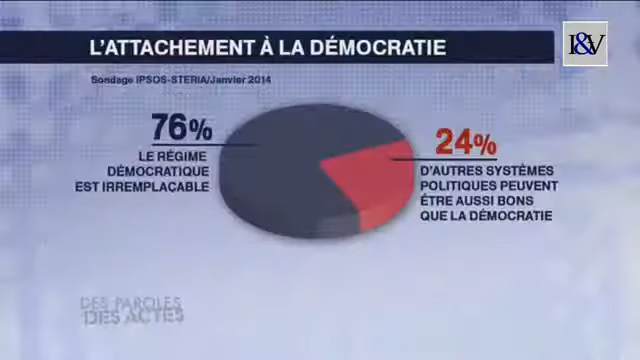 L'ATTACHEMENT À LA DÉMOCRATIE
I&V
Sondage IPSOS-STERIA/Janvier 2014
76%
LE RÉGIME
DÉMOCRATIQUE
EST IRREMPLAÇABLE
24%
D'AUTRES SYSTÈMES
POLITIQUES PEUVENT
ÊTRE AUSSI BONS
QUE LA DÉMOCRATIE
DES PAROLES
DES ACTES